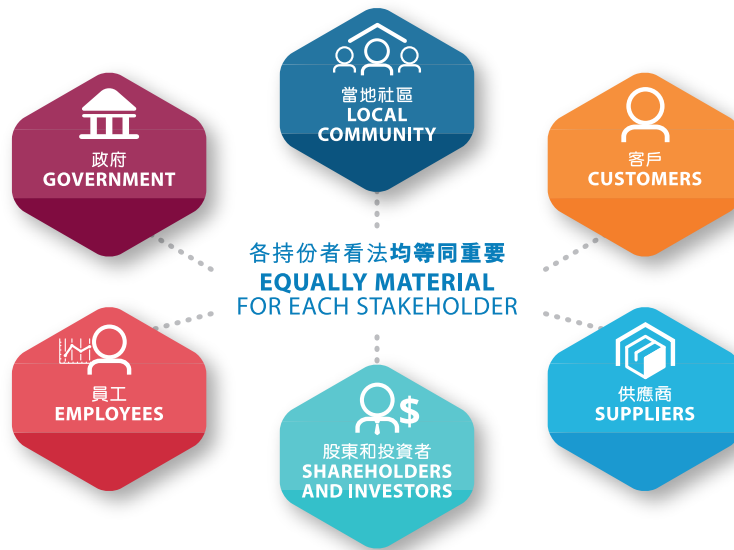 當地社區
LOCAL
COMMUNITY
政府
GOVERNMENT
客戶
CUSTOMERS
各持份者看法均等同重要
EQUALLY MATERIAL
FOR EACH STAKEHOLDER
員工
EMPLOYEES
供應商
SUPPLIERS
$
股東和投資者
SHAREHOLDERS
AND INVESTORS